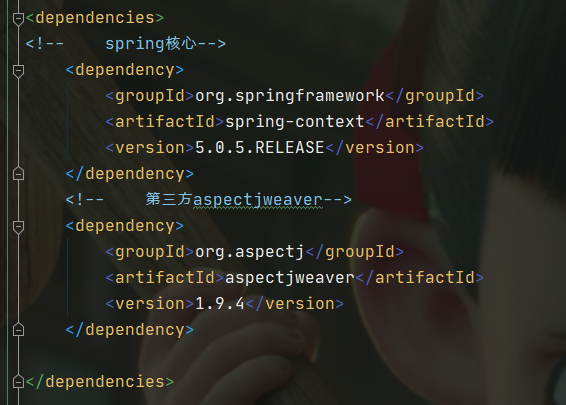 <dependencies>
<!--    spring核心-->
    <dependency>
        <groupId>org.springframework</groupId>
        <artifactId>spring-context</artifactId>
        <version>5.0.5.RELEASE</version>
    </dependency>
    <!--    第三方aspectjweaver-->
    <dependency>
        <groupId>org.aspectj</groupId>
        <artifactId>aspectjweaver</artifactId>
        <version>1.9.4</version>
    </dependency>
</dependencies>